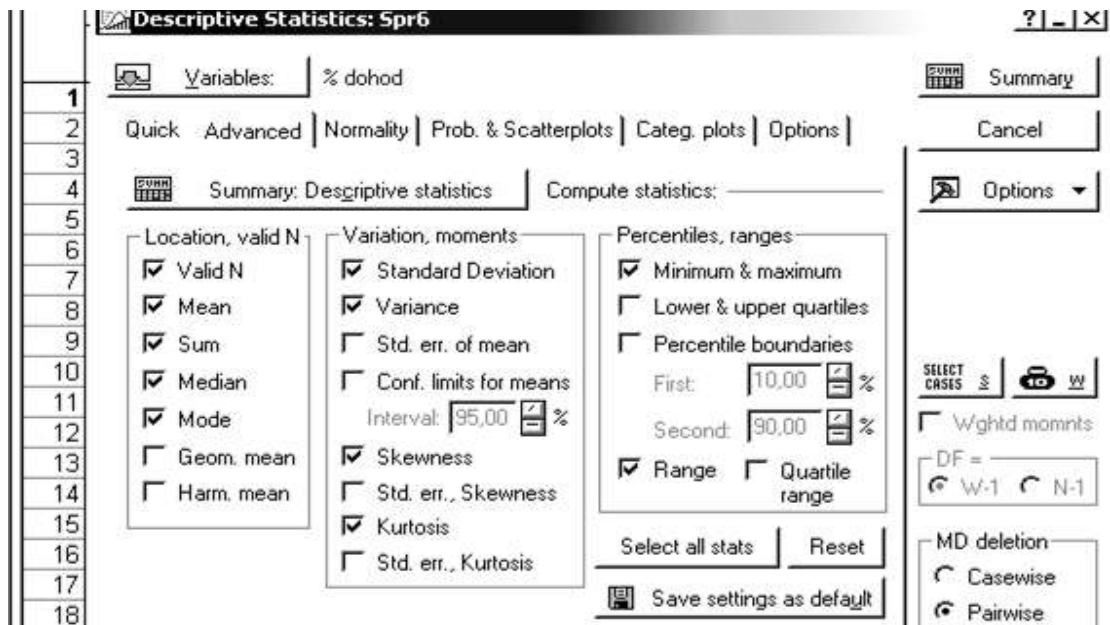 Descriptive Statistics: Spr6
Variables:
% dohod
Summary
Quick
Advanced
Normality
Prob. & Scatterplots
Categ. plots
Options
Cancel
Summary: Descriptive statistics
Compute statistics:
Options
Location, valid N
Valid N
Mean
Sum
Median
Mode
Geom. mean
Harm. mean
Variation, moments
Standard Deviation
Variance
Std. err. of mean
Conf. limits for means
Interval: 95,00 %
Skewness
Std. err., Skewness
Kurtosis
Std. err., Kurtosis
Percentiles, ranges
Minimum & maximum
Lower & upper quartiles
Percentile boundaries
First: 10,00 %
Second: 90,00 %
Range
Quartile
range
Select all stats
Reset
Save settings as default
SELECT
CASES
S
W
Wghtd momnts
DF =
W-1
N-1
MD deletion
Casewise
Pairwise
1
2
3
4
5
6
7
8
9
10
11
12
13
14
15
16
17
18